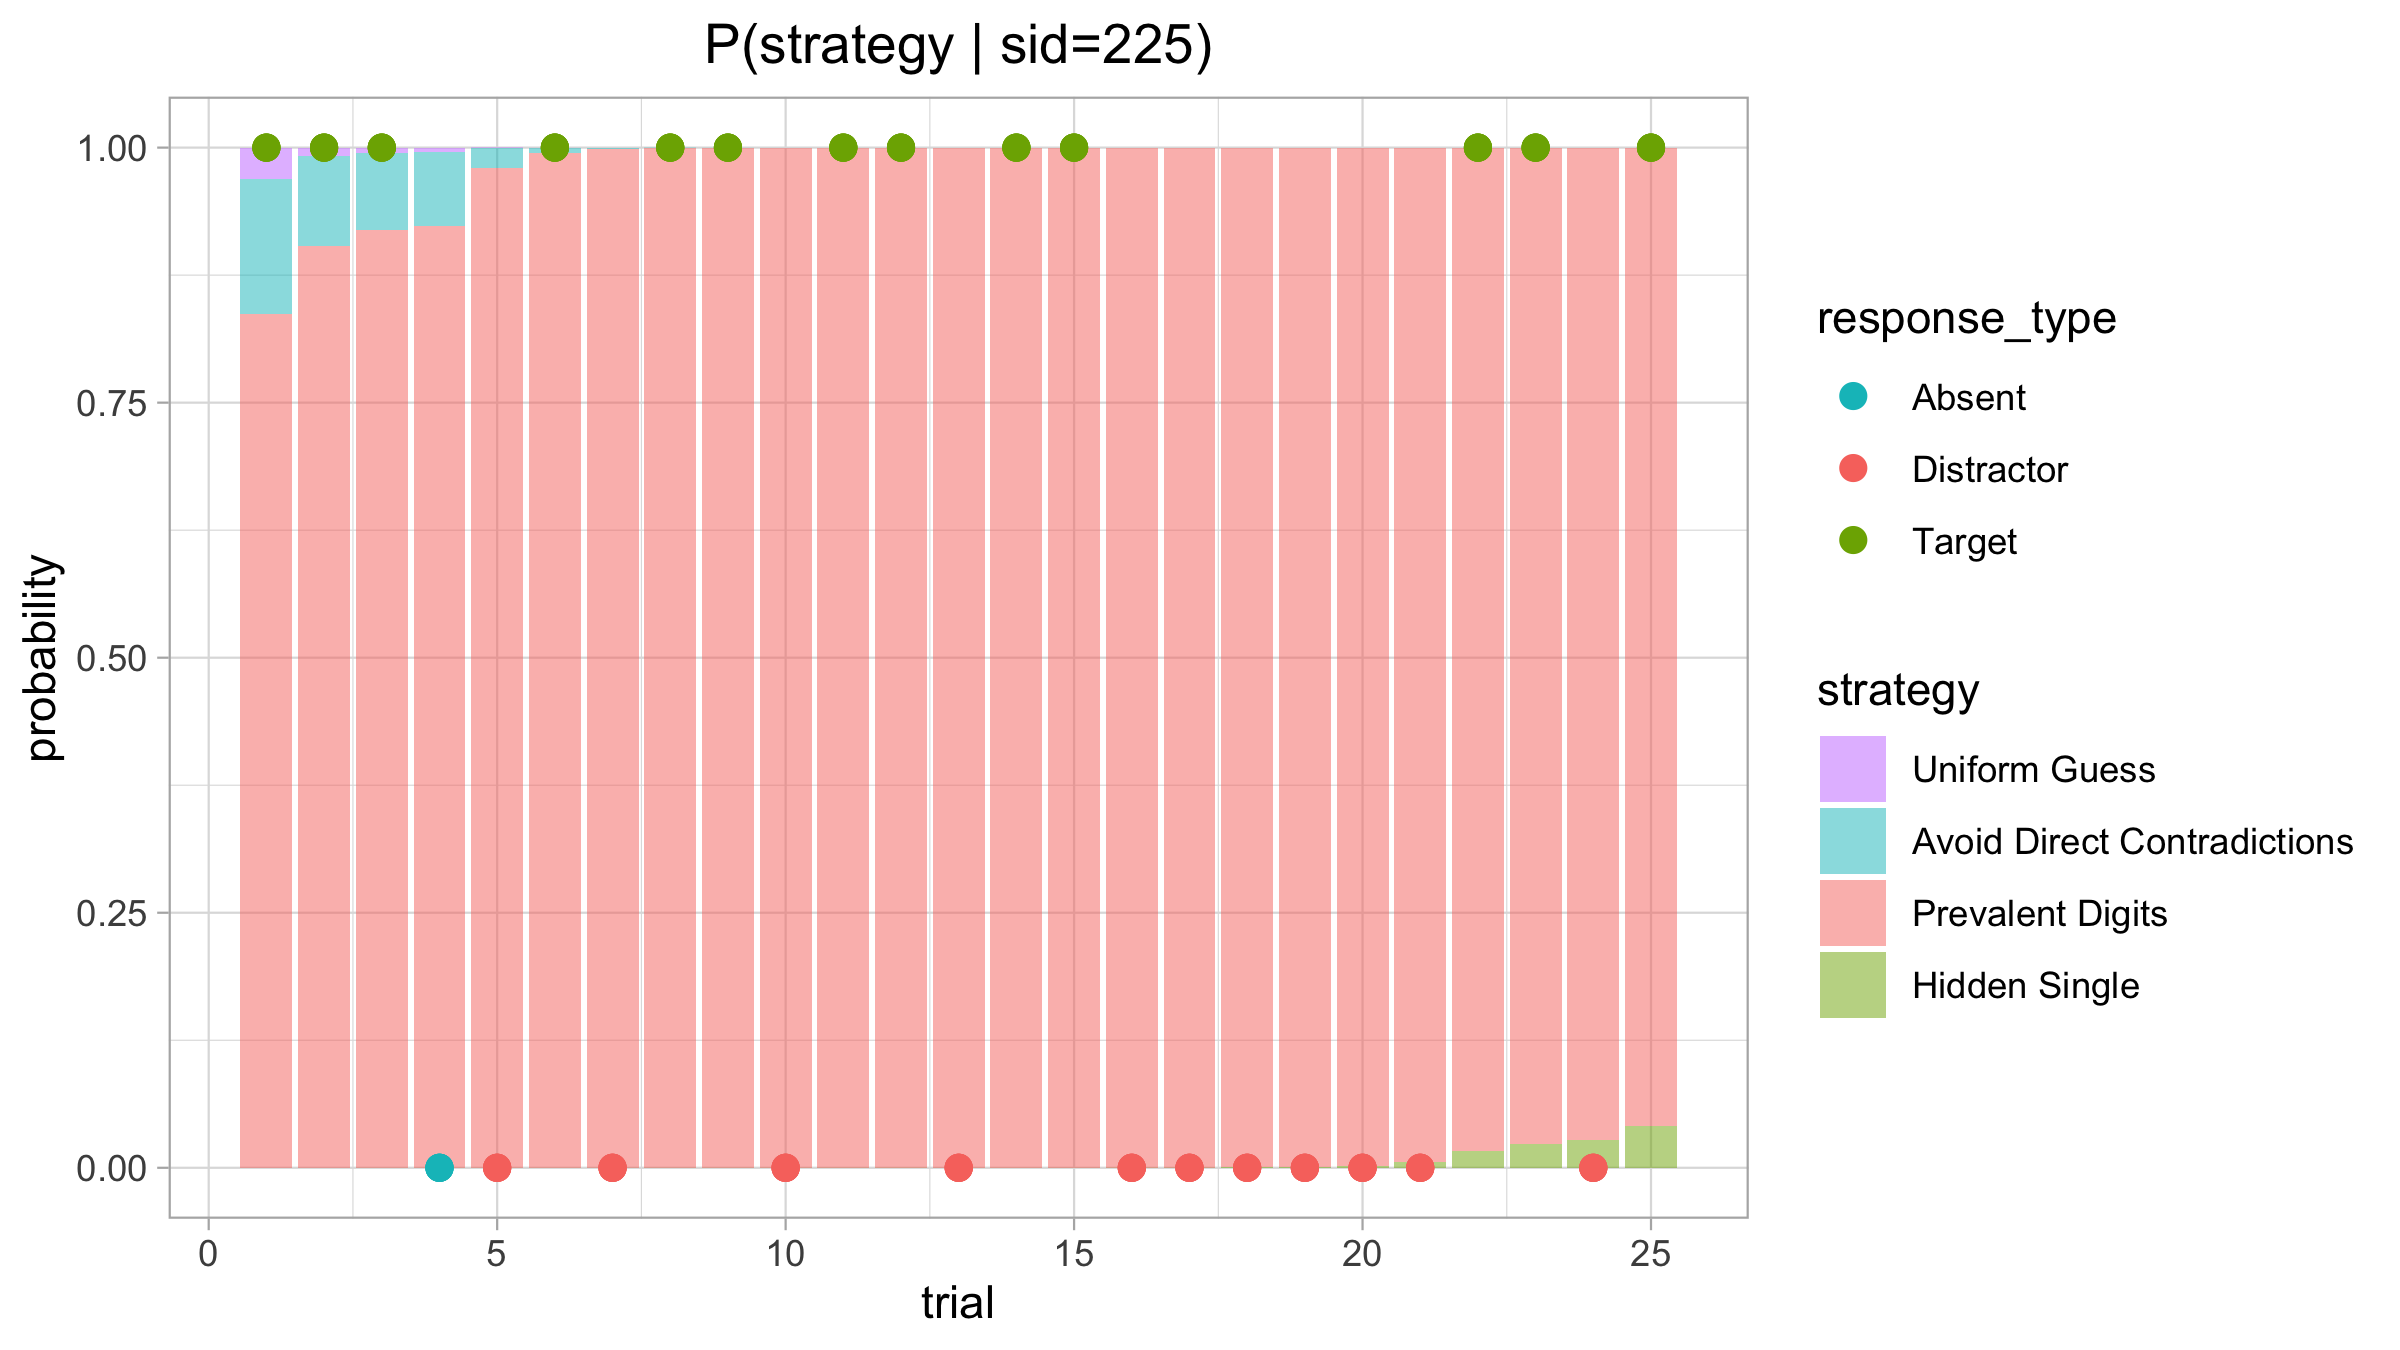 P(strategy | sid=225)
probability
1.00
0.75
0.50
0.25
0.00
0 5 10 15 20 25
trial
response_type
Absent
Distractor
Target
strategy
Uniform Guess
Avoid Direct Contradictions
Prevalent Digits
Hidden Single